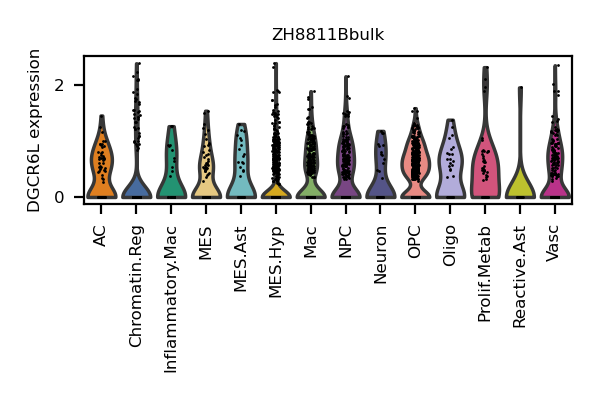 ZH8811Bbulk
DGCR6L expression
2
0
AC
Chromatin.Reg
Inflammatory.Mac
MES
MES.Ast
MES.Hyp
Mac
NPC
Neuron
OPC
Oligo
Prolif.Metab
Reactive.Ast
Vasc